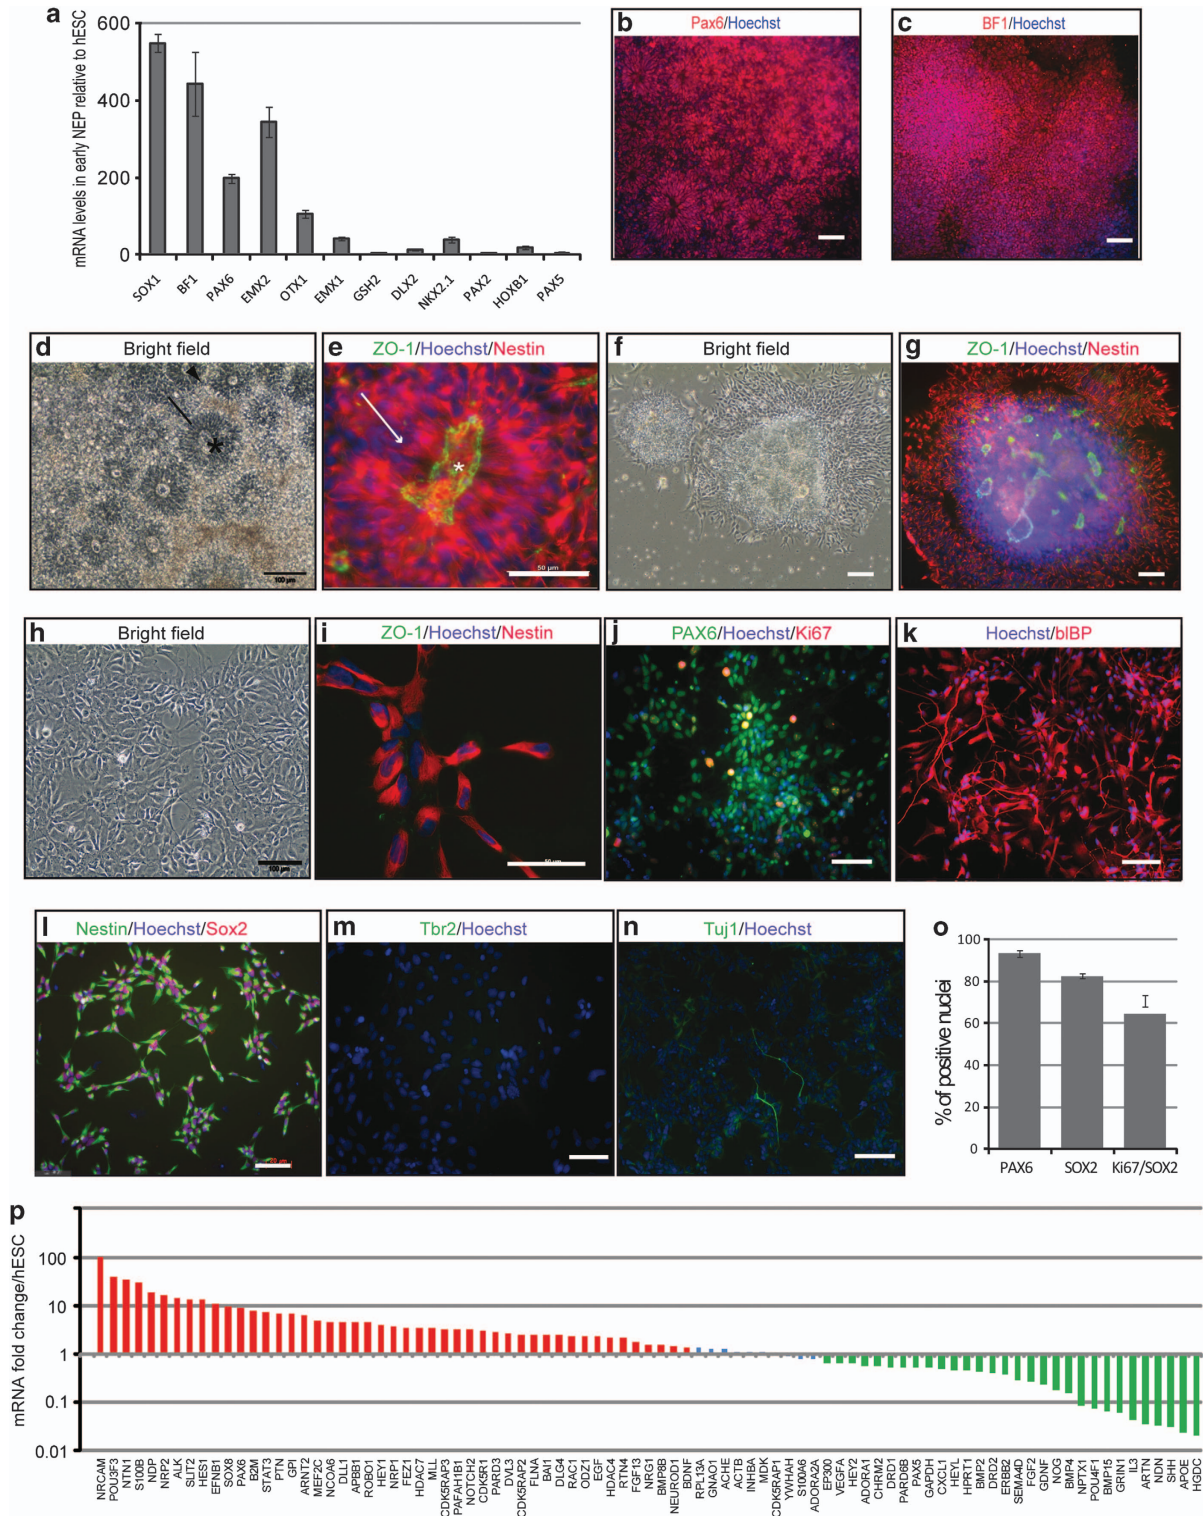 a
mRNA levels in early NEP relative to hESC
600
400
200
0
SOX1
BF1
PAX6
EMX2
OTX1
EMX1
GSH2
DLX2
NKX2.1
PAX2
HOXB1
PAX5
b
Pax6/Hoechst
c
BF1/Hoechst
d
Bright field
*
100 µm
e
ZO-1/Hoechst/Nestin
*
50 µm
f
Bright field
g
ZO-1/Hoechst/Nestin
h
Bright field
100 µm
i
ZO-1/Hoechst/Nestin
50 µm
j
PAX6/Hoechst/Ki67
k
Hoechst/blBP
l
Nestin/Hoechst/Sox2
m
Tbr2/Hoechst
n
Tuj1/Hoechst
o
% of positive nuclei
100
80
60
40
20
0
PAX6
SOX2
Ki67/SOX2
p
mRNA fold change/hESC
100
10
1
0.1
0.01
NRCAM
POU3F3
NTN1
S100B
NDP
NRP2
ALK
SLIT2
HES1
EFNB1
SOX8
PAX6
B2M
STAT3
PTN
GPI
ARNT2
MEF2C
NCOA6
DLL1
APBB1
ROBO1
HEY1
NRP1
FEZ1
HDAC7
MLL
CDK5RAP3
PAFAH1B1
NOTCH2
CDK5R1
PARD3
DVL3
CDK5RAP2
FLNA
BAI1
DLG4
RAC1
ODZ1
EGF
HDAC4
RTN4
FGF13
NRG1
BMP8B
NEUROD1
BDNF
RPL13A
GNAO1
ACHE
ACTB
INHBA
MDK
CDK5RAP1
YWHAH
S100A6
ADORA2A
EP300
VEGFA
HEY2
ADORA1
CHRM2
DRD1
PARD6B
PAX5
GAPDH
CXCL1
HEYL
HPRT1
BMP2
DRD2
ERBB2
SEMA4D
FGF2
GDNF
NOG
BMP4
NPTX1
POU4F1
BMP15
GRIN1
IL3
ARTN
NDN
SHH
APOE
HGDC